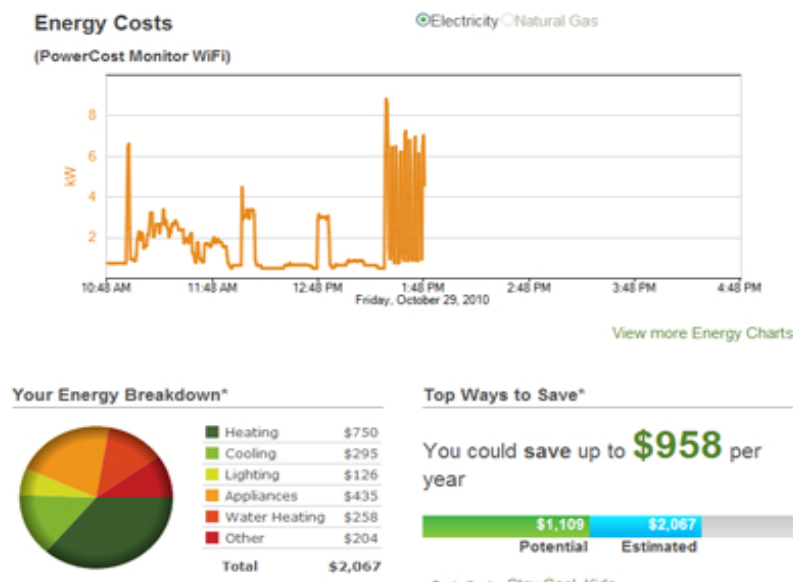 Energy Costs
Electricity Natural Gas
(PowerCost Monitor WiFi)
kW
8
6
4
2
10:48 AM 11:48 AM 12:48 PM 1:48 PM 2:48 PM 3:48 PM 4:48 PM
Friday, October 29, 2010
View more Energy Charts
Your Energy Breakdown*
Heating $750
Cooling $295
Lighting $126
Appliances $435
Water Heating $258
Other $204
Total $2,067
Top Ways to Save*
You could save up to $958 per
year
$1,109 $2,067
Potential Estimated